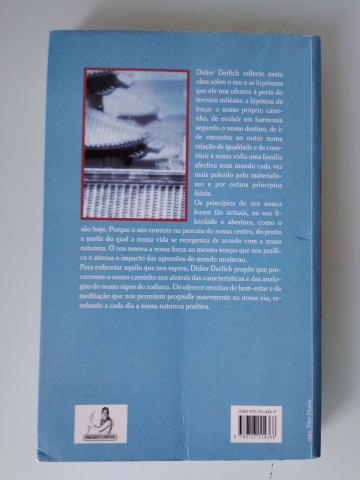 Didier Derlich reflecte nesta
obra sobre o zen e as hipóteses
que ele nos oferece à porta do
terceiro milénio: a hipótese de
traçar o nosso próprio cami-
nho, de evoluir em harmonia
segundo o nosso destino, de ir
de encontro ao outro numa
relação de igualdade e de cons-
tituir à nossa volta uma família
afectiva num mundo cada vez
mais poluído pelo materialis-
mo e por outros princípios
fúteis.
Os princípios do zen nunca
foram tão actuais, na sua li-
berdade e abertura, como o
são hoje. Porque o zen consiste na procura do nosso centro, do ponto
a partir do qual a nossa vida se reorganiza de acordo com a nossa
natureza. O zen renova a nossa força ao mesmo tempo que nos purifi-
ca e atenua o impacto das agressões do mundo moderno.
Para enfrentar aquilo que nos espera, Didier Derlich propõe que pro-
curemos o nosso caminho zen através das características e das analo-
gias do nosso signo do zodíaco. Ele oferece receitas de bem-estar e de
meditação que nos permitem progredir suavemente na nossa via, re-
velando a cada dia a nossa natureza positiva.